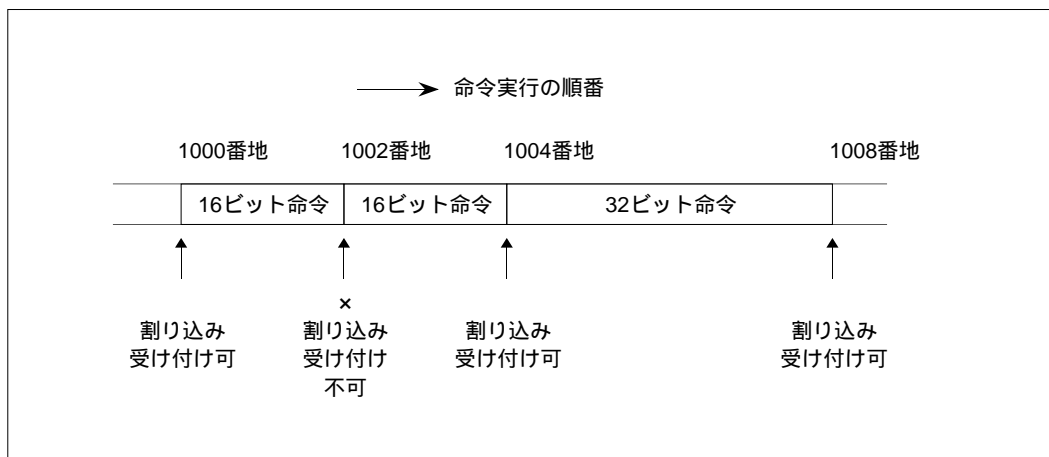 命令実行の順番
1000番地 1002番地 1004番地 1008番地
16ビット命令 16ビット命令 32ビット命令
×
割り込み 割り込み 割り込み 割り込み
受け付け可 受け付け 受け付け可 受け付け可
不可